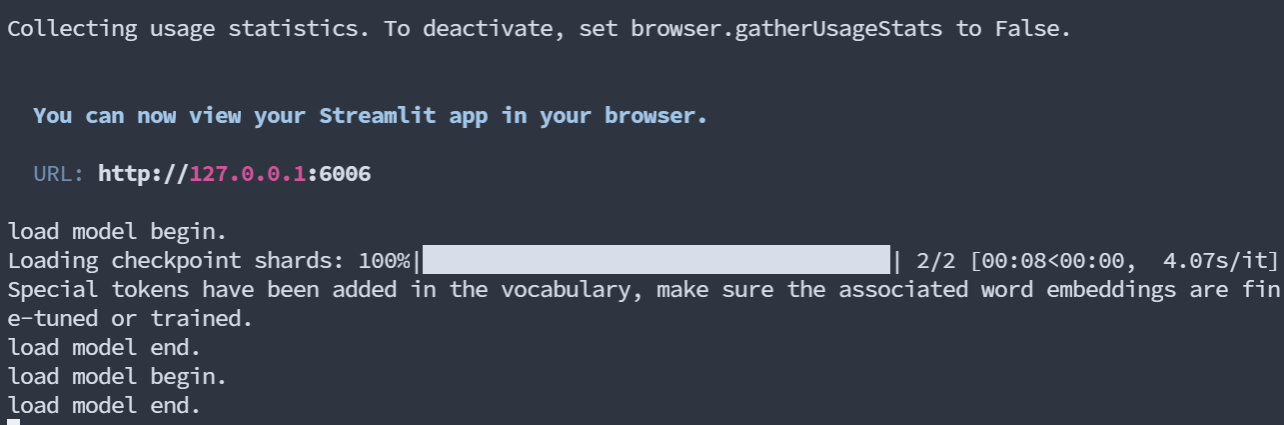 Collecting usage statistics. To deactivate, set browser.gatherUsageStats to False.
You can now view your Streamlit app in your browser.
URL: http://127.0.0.1:6006
load model begin.
Loading checkpoint shards: 100%|██████████| 2/2 [00:08<00:00,  4.07s/it]
Special tokens have been added in the vocabulary, make sure the associated word embeddings are fin
e-tuned or trained.
load model end.
load model begin.
load model end.